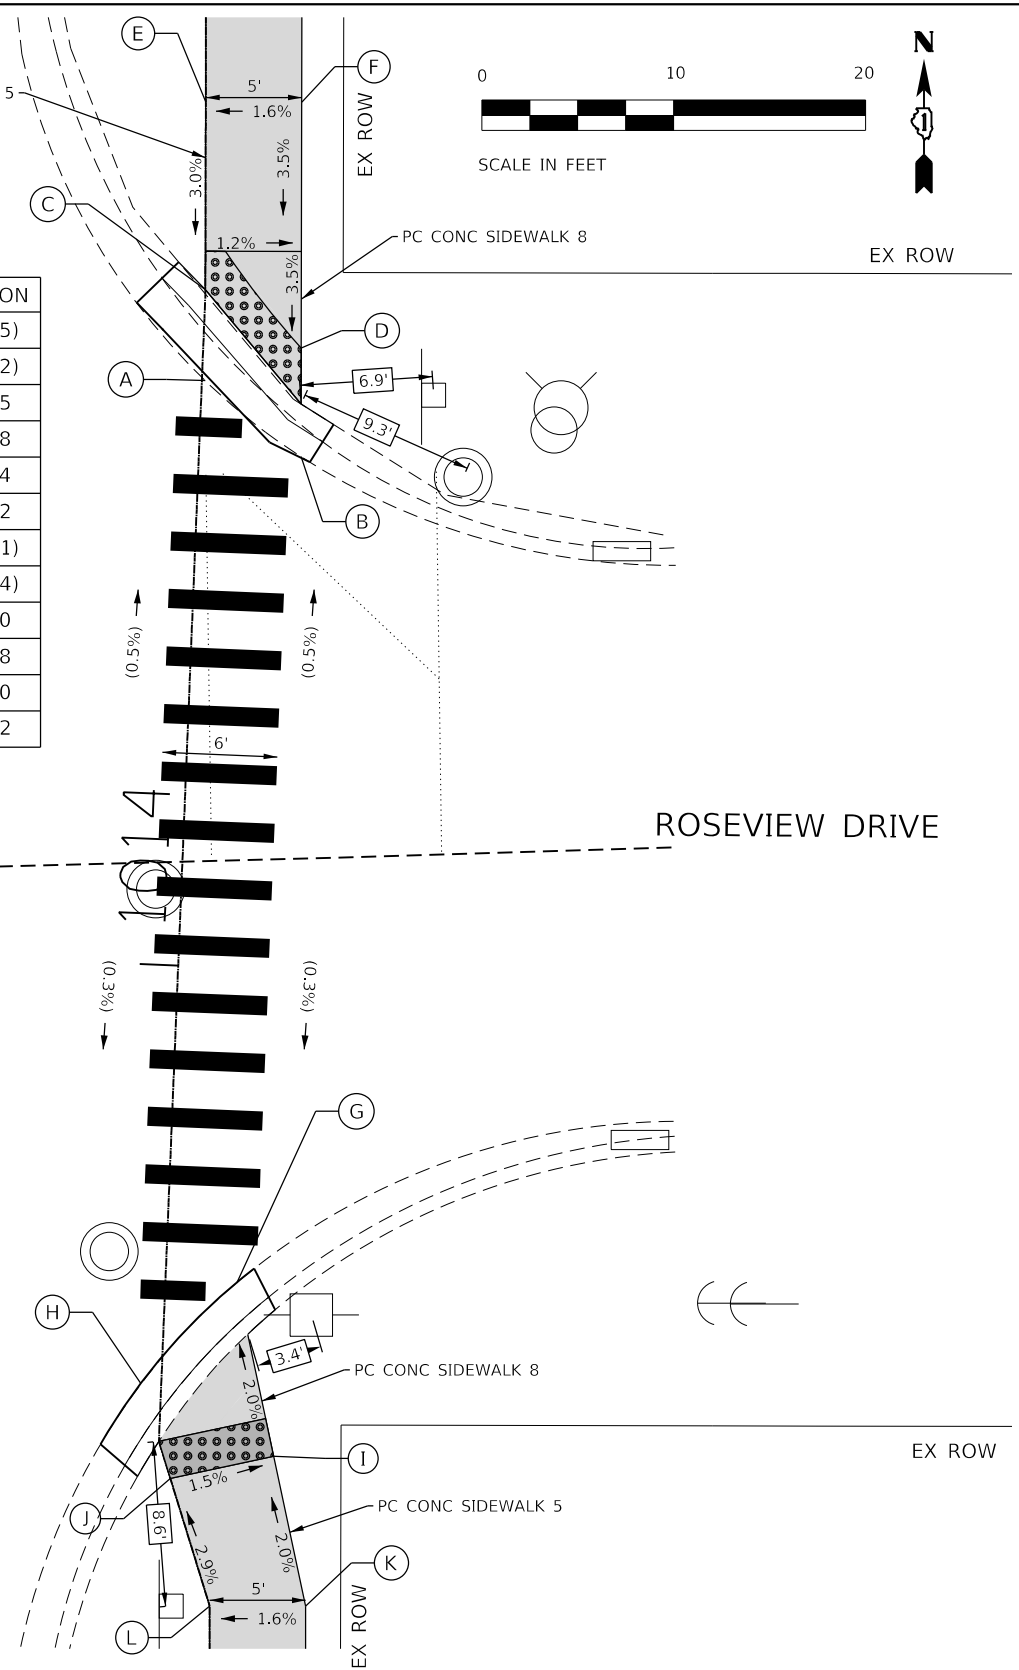 E
F
5
5'
1.6%
3.0%
3.5%
EX ROW
0 10 20
SCALE IN FEET
N
1
C
1.2%
3.5%
PC CONC SIDEWALK 8
EX ROW
D
A
6.9'
9.3'
B
ON
5)
2)
5
8
4
2
1)
4)
0
8
0
2
(0.5%)
(0.5%)
6'
114
ROSEVIEW DRIVE
(0.3%)
(0.3%)
G
H
3.4'
2.0%
PC CONC SIDEWALK 8
I
EX ROW
1.5%
J
8.6'
PC CONC SIDEWALK 5
2.9%
2.0%
K
5'
1.6%
L
EX ROW